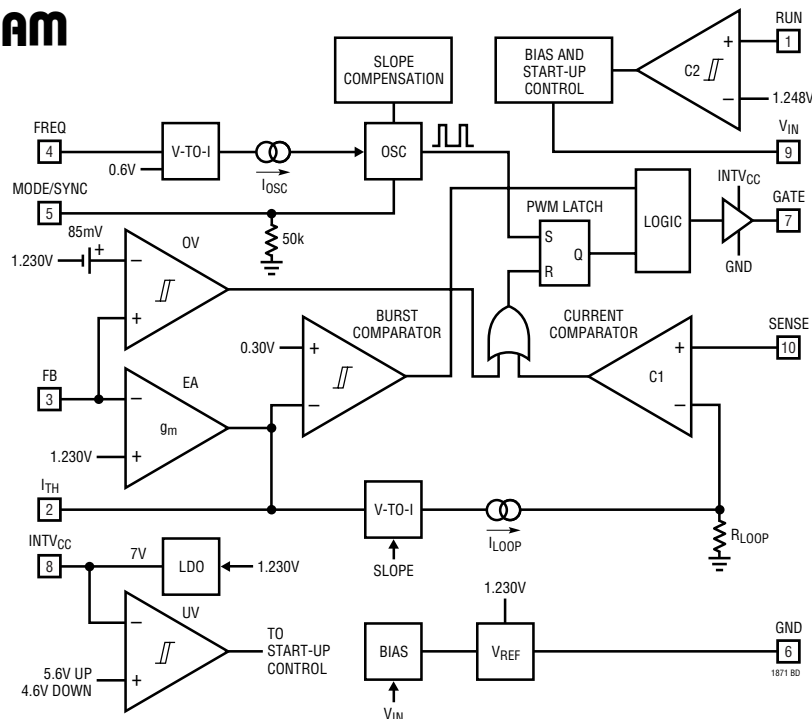 AM
RUN
1
SLOPE
COMPENSATION
BIAS AND
START-UP
CONTROL
C2
+
–
1.248V
FREQ
4
V-TO-I
0.6V
IOSC
OSC
VIN
9
MODE/SYNC
5
50k
PWM LATCH
S
Q
R
LOGIC
INTVCC
GATE
7
GND
85mV
+
1.230V
OV
–
+
BURST
COMPARATOR
0.30V
+
–
CURRENT
COMPARATOR
C1
+
–
SENSE
10
FB
3
EA
–
gm
+
1.230V
ITH
2
V-TO-I
SLOPE
ILOOP
RLOOP
INTVCC
8
7V
LDO
1.230V
UV
–
+
5.6V UP
4.6V DOWN
TO
START-UP
CONTROL
BIAS
VIN
1.230V
VREF
GND
6
1871 BD